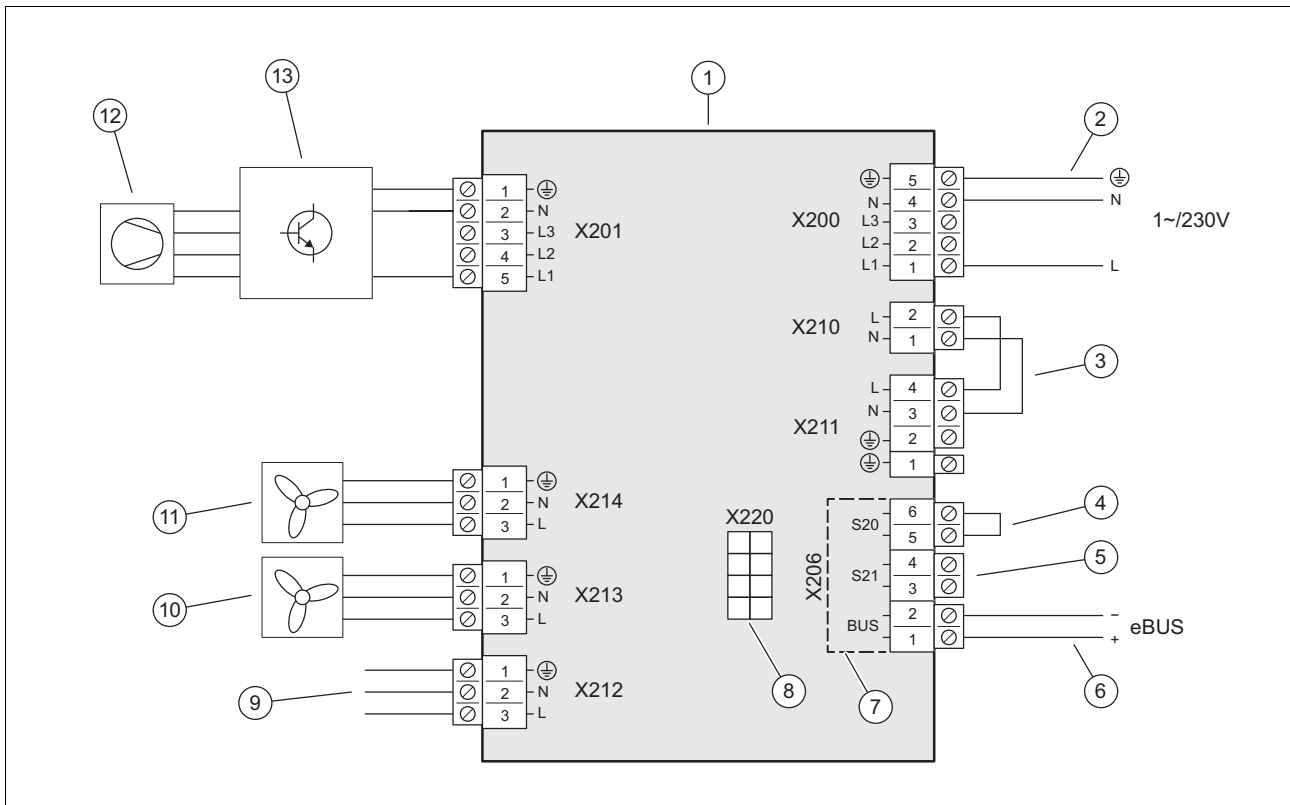 13
1
12
2
1
2 N
3 L3
4 L2
5 L1
X201
X200
5
N 4
L3 3
L2 2
L1 1
N
L
1~/230V
X210
L 2
N 1
3
X211
L 4
N 3
2
1
11
1
2 N
3 L
X214
10
1
2 N
3 L
X213
9
1
2 N
3 L
X212
X220
8
X206
S20
6
5
S21
4
3
BUS
2
1
4
5
−
+
eBUS
7
6